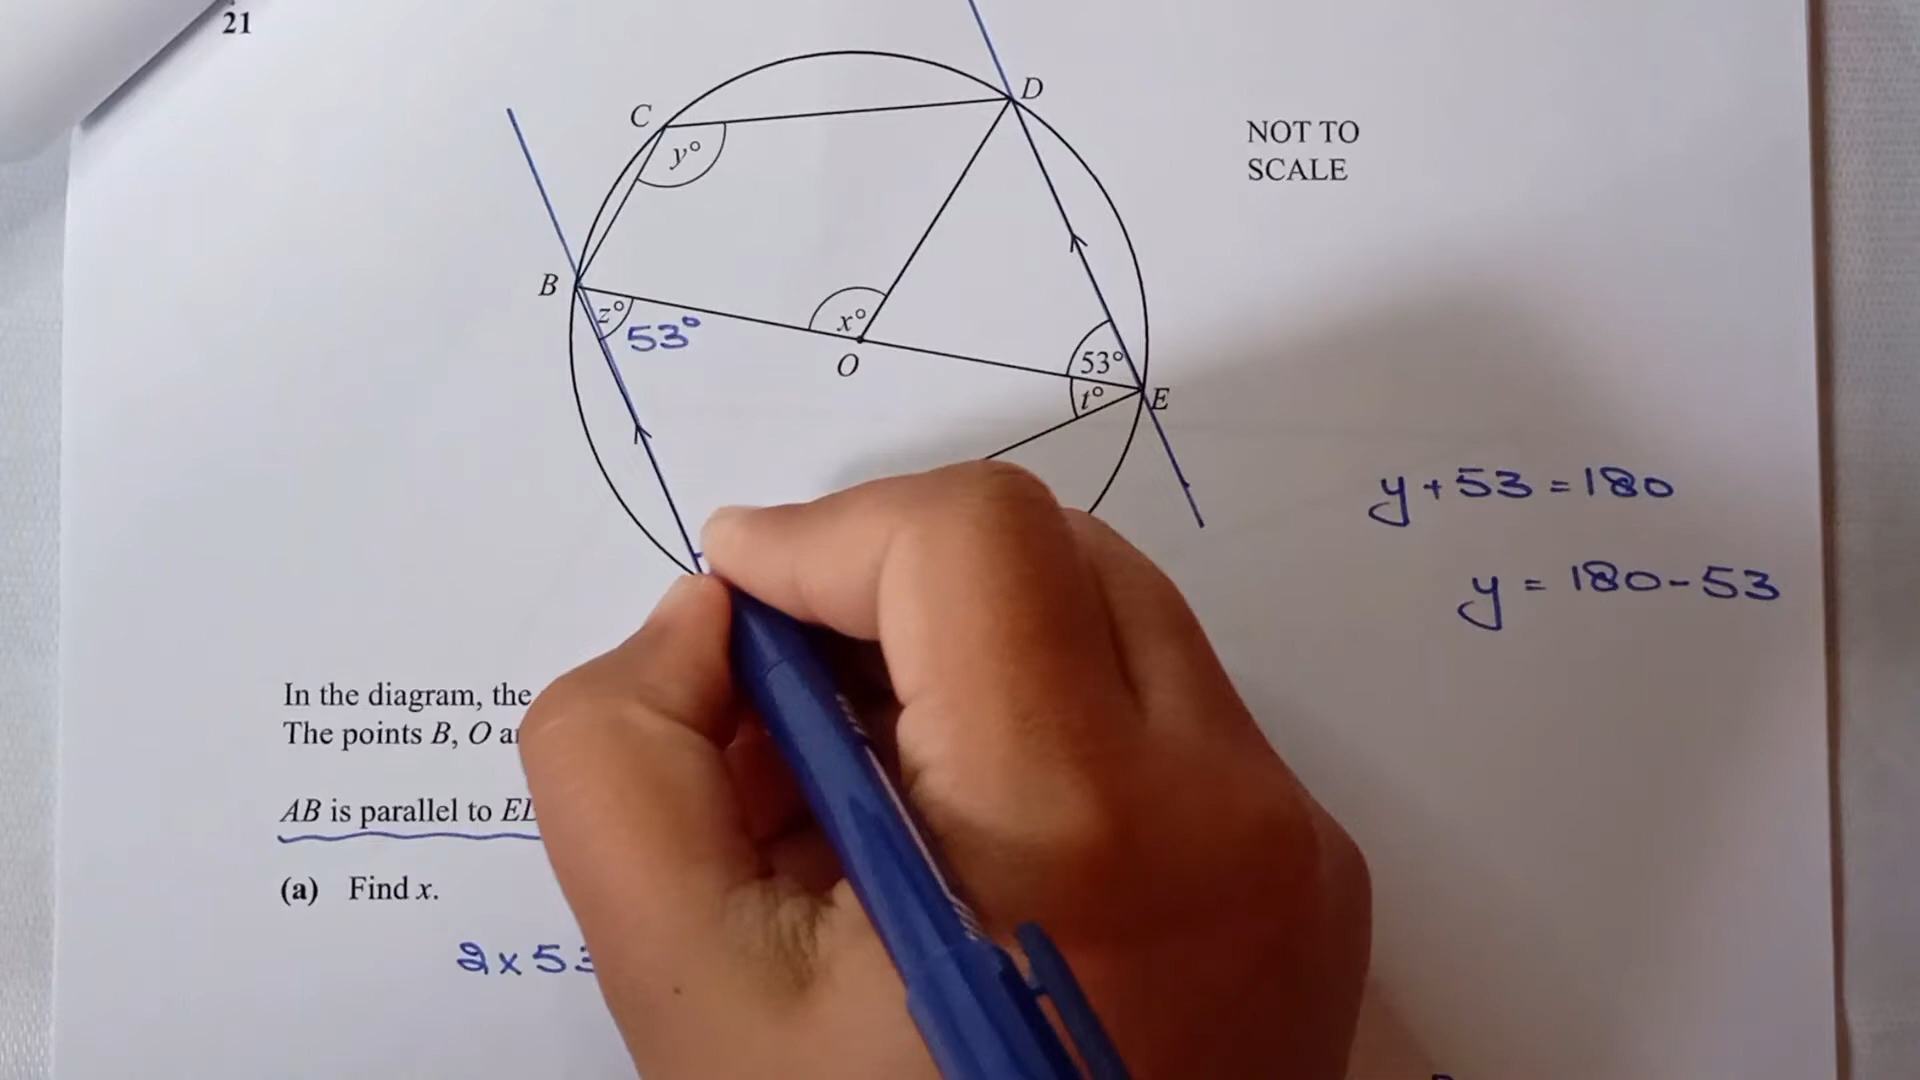 21
C
D
NOT TO
SCALE
y°
B
z°
53°
x°
O
53°
t°
E
y + 53 = 180
y = 180 - 53
In the diagram, the
The points B, O
AB is parallel to
(a) Find x.
2 x 53